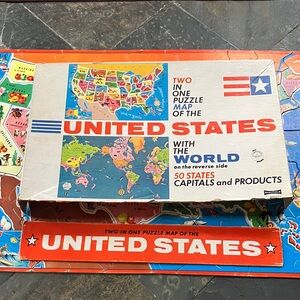 TWO
IN ONE
PUZZLE
MAP
OF THE
UNITED STATES
WITH
THE
WORLD
on the reverse side
50 STATES
CAPITALS and PRODUCTS
TWO IN ONE PUZZLE MAP OF THE
UNITED STATES